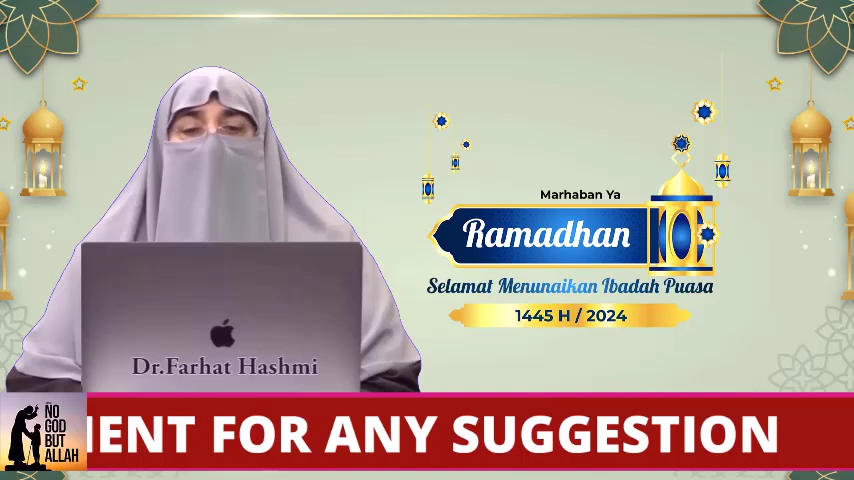 Marhaban Ya
Ramadhan
Selamat Menunaikan Ibadah Puasa
1445 H / 2024
Dr.Farhat Hashmi
NO
GOD
BUT
ALLAH
FOR ANY SUGGESTION